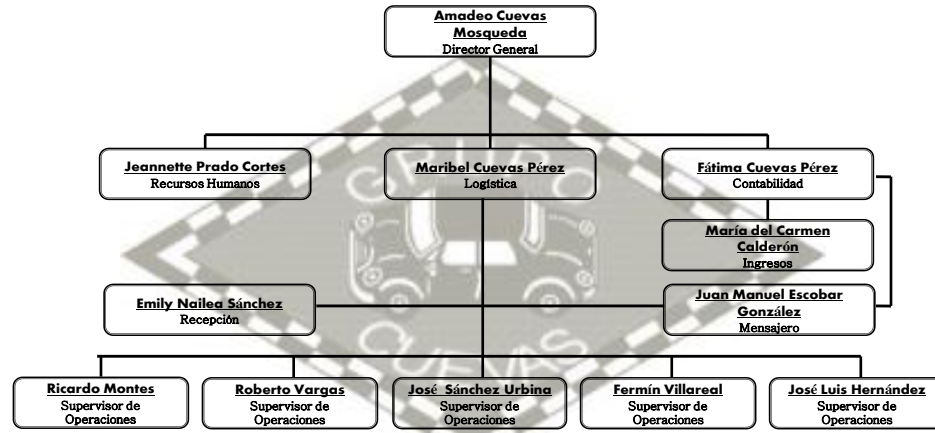 Amadeo Cuevas
Mosqueda
Director General
Jeannette Prado Cortes
Recursos Humanos
Maribel Cuevas Pérez
Logística
Fátima Cuevas Pérez
Contabilidad
María del Carmen
Calderón
Ingresos
Emily Nailea Sánchez
Recepción
Juan Manuel Escobar
González
Mensajero
Ricardo Montes
Supervisor de
Operaciones
Roberto Vargas
Supervisor de
Operaciones
José Sánchez Urbina
Supervisor de
Operaciones
Fermín Villareal
Supervisor de
Operaciones
José Luis Hernández
Supervisor de
Operaciones
GRUPO
CUEVAS